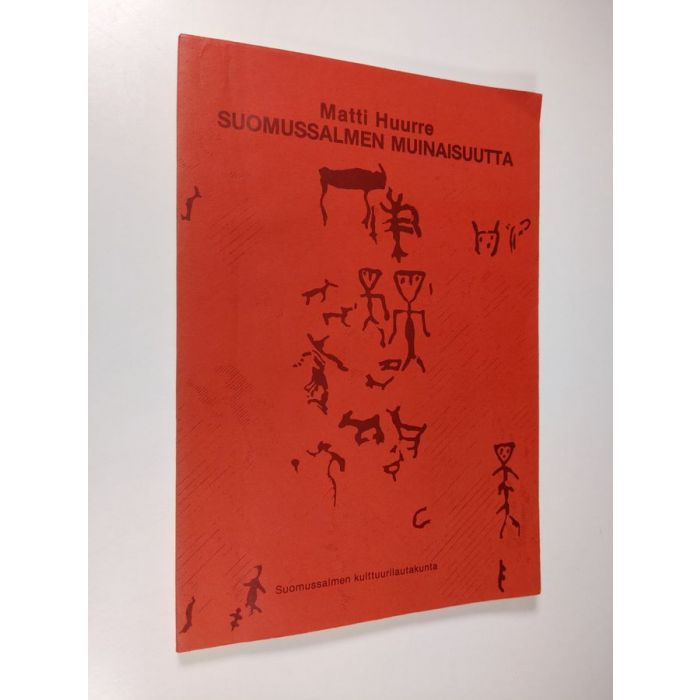 Matti Huurre
SUOMUSSALMEN MUINAISUUTTA
Suomussalmen kulttuurilautakunta